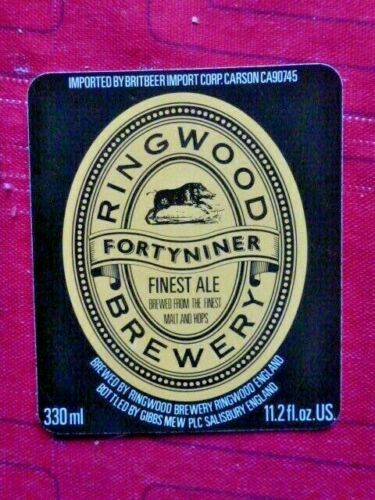 IMPORTED BY BRITBEER IMPORT CORP. CARSON CA90745
RINGWOOD
FORTYNINER
FINEST ALE
BREWED FROM THE FINEST
MALT AND HOPS
BREWERY
BREWED BY RINGWOOD BREWERY RINGWOOD ENGLAND
BOTTLED BY GIBBS MEW PLC SALISBURY ENGLAND
330 ml
11.2 fl. oz. US.